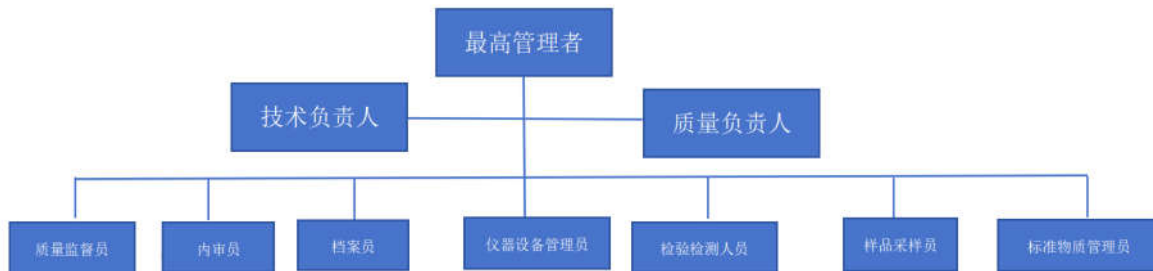 最高管理者
技术负责人
质量负责人
质量监督员
内审员
档案员
仪器设备管理员
检验检测人员
样品采样员
标准物质管理员